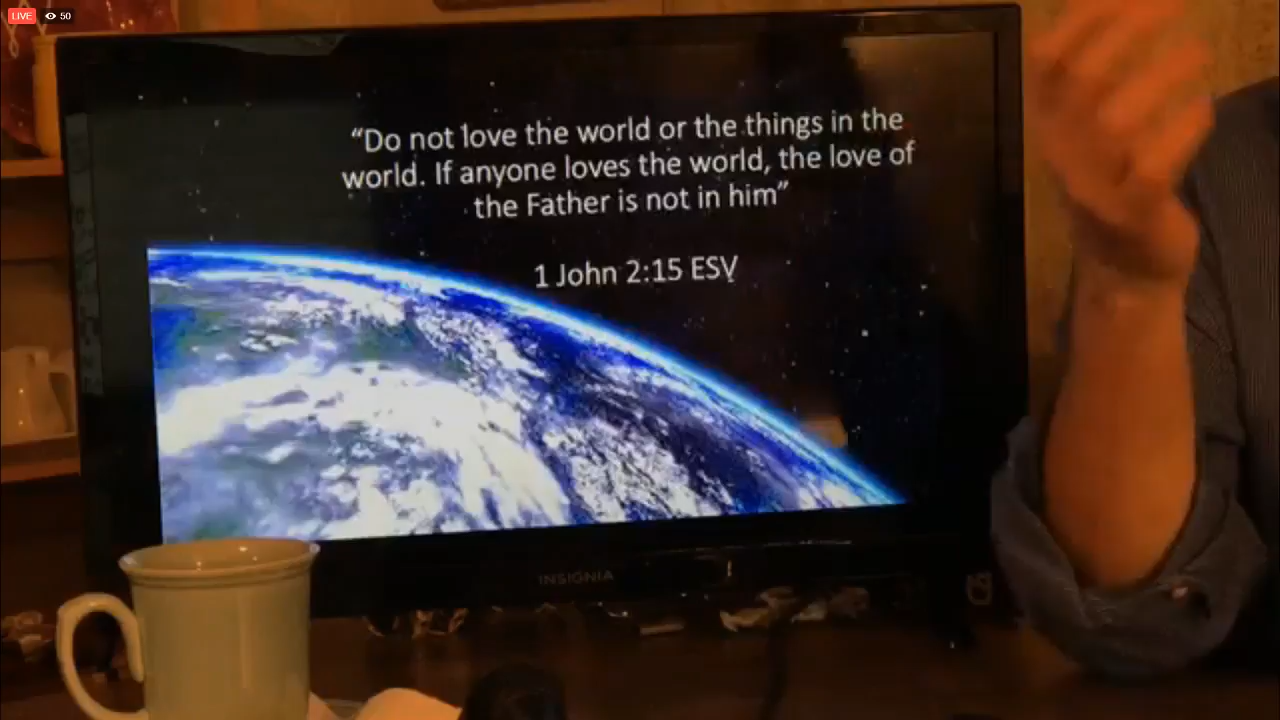 LIVE 50
“Do not love the world or the things in the
world. If anyone loves the world, the love of
the Father is not in him”
1 John 2:15 ESV
INSIGNIA